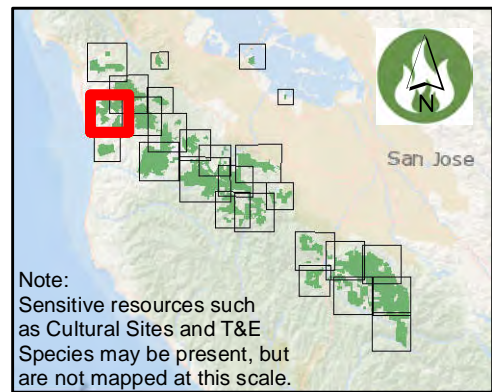 N
San Jose
Note:
Sensitive resources such
as Cultural Sites and T&E
Species may be present, but
are not mapped at this scale.